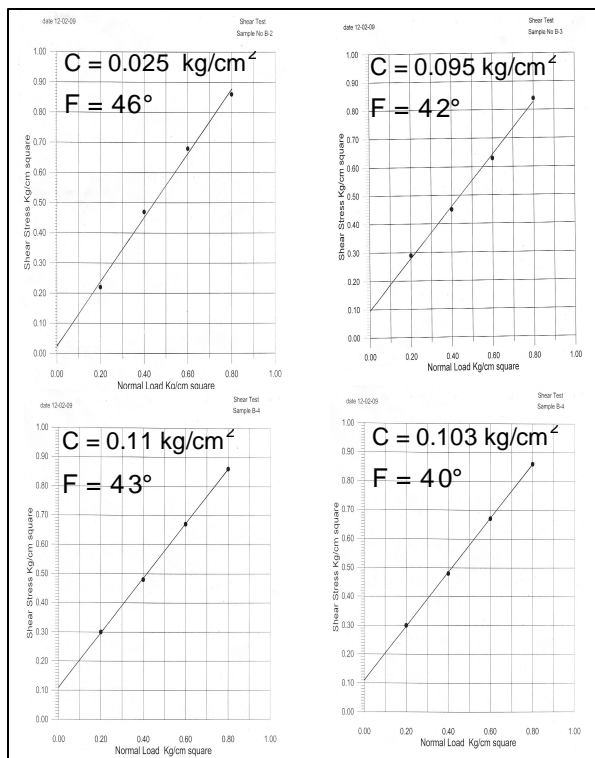 date 12-02-09
Shear Test
Sample No B-2
C = 0.025 kg/cm²
F = 46°
1.00
0.90
0.80
0.70
0.60
0.50
0.40
0.30
0.20
0.10
0.00
Shear Stress Kg/cm square
0.00 0.20 0.40 0.60 0.80 1.00
Normal Load Kg/cm square
date 12-02-09
Shear Test
Sample No B-3
C = 0.095 kg/cm²
F = 42°
1.00
0.90
0.80
0.70
0.60
0.50
0.40
0.30
0.20
0.10
0.00
Shear Stress Kg/cm square
0.00 0.20 0.40 0.60 0.80 1.00
Normal Load Kg/cm square
date 12-02-09
Shear Test
Sample B-4
C = 0.11 kg/cm²
F = 43°
1.00
0.90
0.80
0.70
0.60
0.50
0.40
0.30
0.20
0.10
0.00
Shear Stress Kg/cm square
0.00 0.20 0.40 0.60 0.80 1.00
Normal Load Kg/cm square
date 12-02-09
Shear Test
Sample B-4
C = 0.103 kg/cm²
F = 40°
1.00
0.90
0.80
0.70
0.60
0.50
0.40
0.30
0.20
0.10
0.00
Shear Stress Kg/cm square
0.00 0.20 0.40 0.60 0.80 1.00
Normal Load Kg/cm square